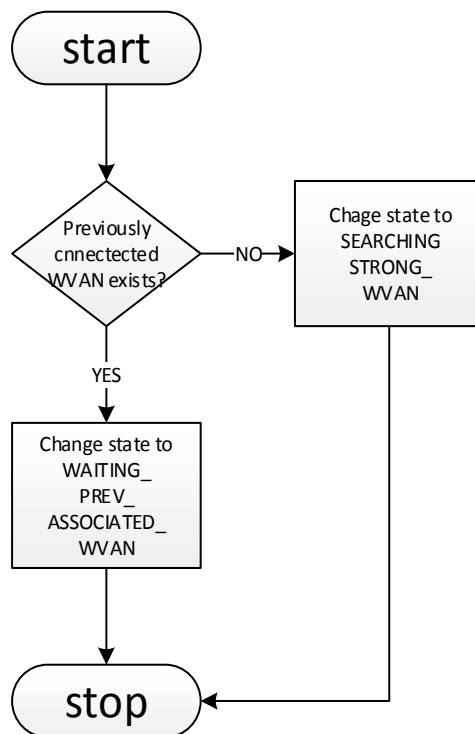 start
Previously
cnnectected
WVAN exists?
NO
Chage state to
SEARCHING
STRONG_
WVAN
YES
Change state to
WAITING_
PREV_
ASSOCIATED_
WVAN
stop